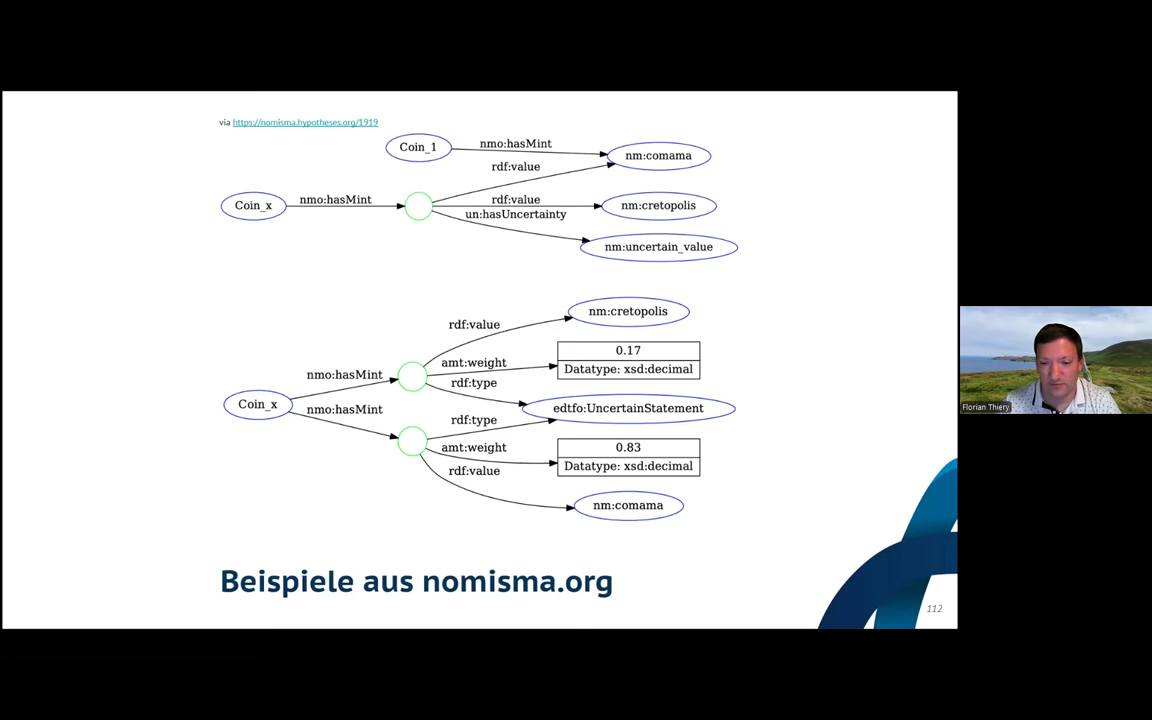 via https://nomisma.hypotheses.org/1919
Coin_1
nmo:hasMint
nm:comama
rdf:value
Coin_x
nmo:hasMint
rdf:value
nm:cretopolis
un:hasUncertainty
nm:uncertain_value
nm:cretopolis
rdf:value
0.17
amt:weight
Datatype: xsd:decimal
nmo:hasMint
rdf:type
Coin_x
nmo:hasMint
edtfo:UncertainStatement
rdf:type
0.83
amt:weight
Datatype: xsd:decimal
rdf:value
nm:comama
Beispiele aus nomisma.org
112
Florian Thiery